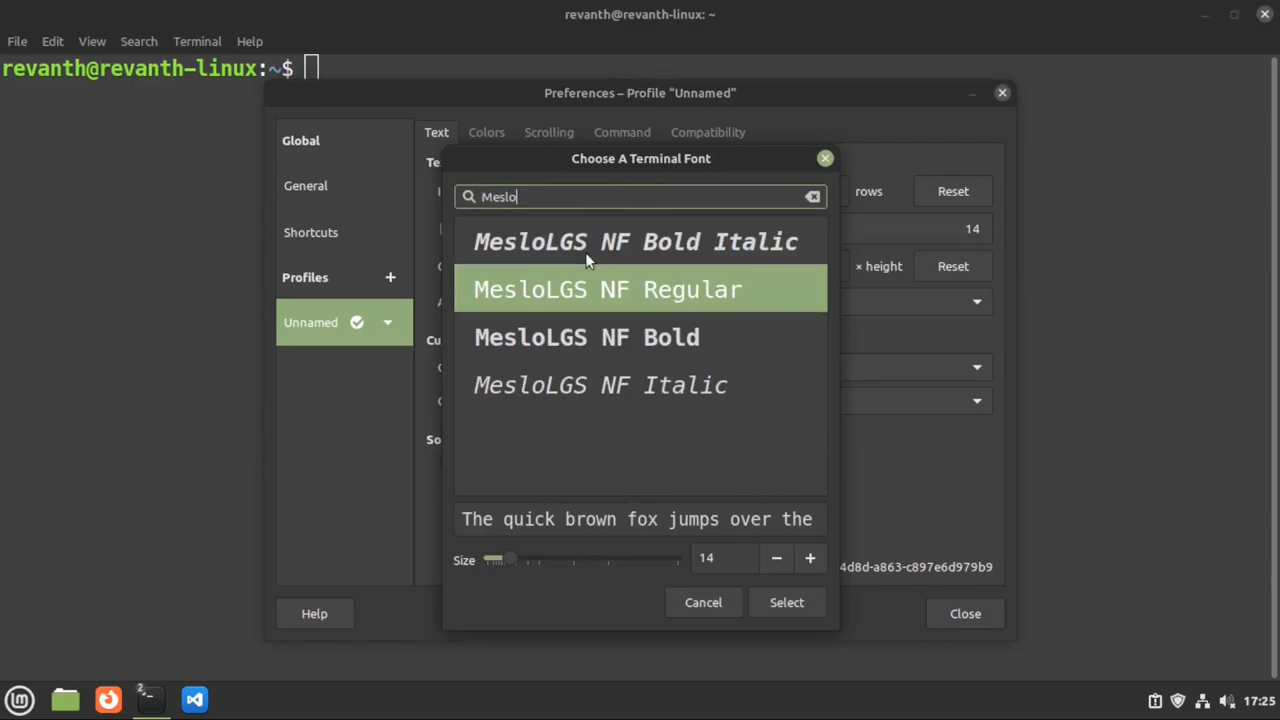 revanth@revanth-linux: ~
File Edit View Search Terminal Help
revanth@revanth-linux:~$
Preferences – Profile “Unnamed”
Global
General
Shortcuts
Profiles +
Unnamed
Text Colors Scrolling Command Compatibility
rows Reset
14
× height Reset
4d8d-a863-c897e6d979b9
Help
Close
Choose A Terminal Font
Meslo
MesloLGS NF Bold Italic
MesloLGS NF Regular
MesloLGS NF Bold
MesloLGS NF Italic
The quick brown fox jumps over the
Size 14 − +
Cancel Select
2
17:25